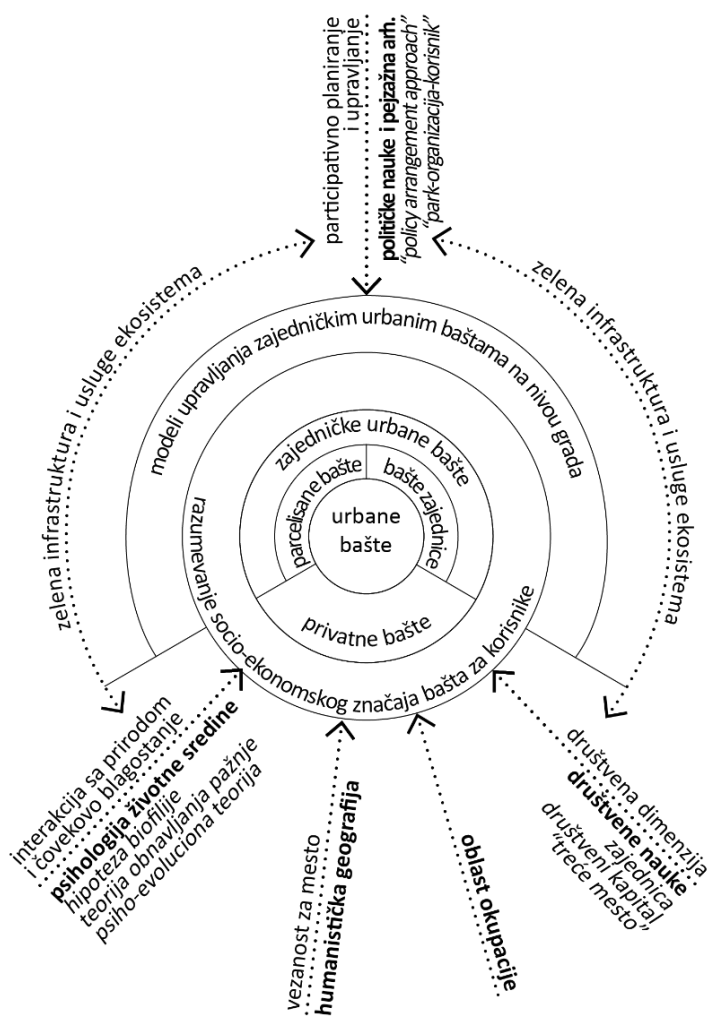 participativno planiranje
i upravljanje
političke nauke i pejzažna arh.
“policy arrangement approach”
“park-organizacija-korisnik”
zelena infrastruktura i usluge ekosistema
zelena infrastruktura i usluge ekosistema
modeli upravljanja zajedničkim urbanim baštama na nivou grada
zajedničke urbane bašte
parcelisane bašte
bašte zajednice
urbane
bašte
privatne bašte
razumevanje socio-ekonomskog značaja bašta za korisnike
interakcija sa prirodom
i čovekovo blagostanje
psihologija životne sredine
hipoteza biofilije
teorija obnavljanja pažnje
psiho-evoluciona teorija
vezanost za mesto
humanistička geografija
oblast okupacije
društvena dimenzija
društvene nauke
zajednica
društveni kapital
“treće mesto”